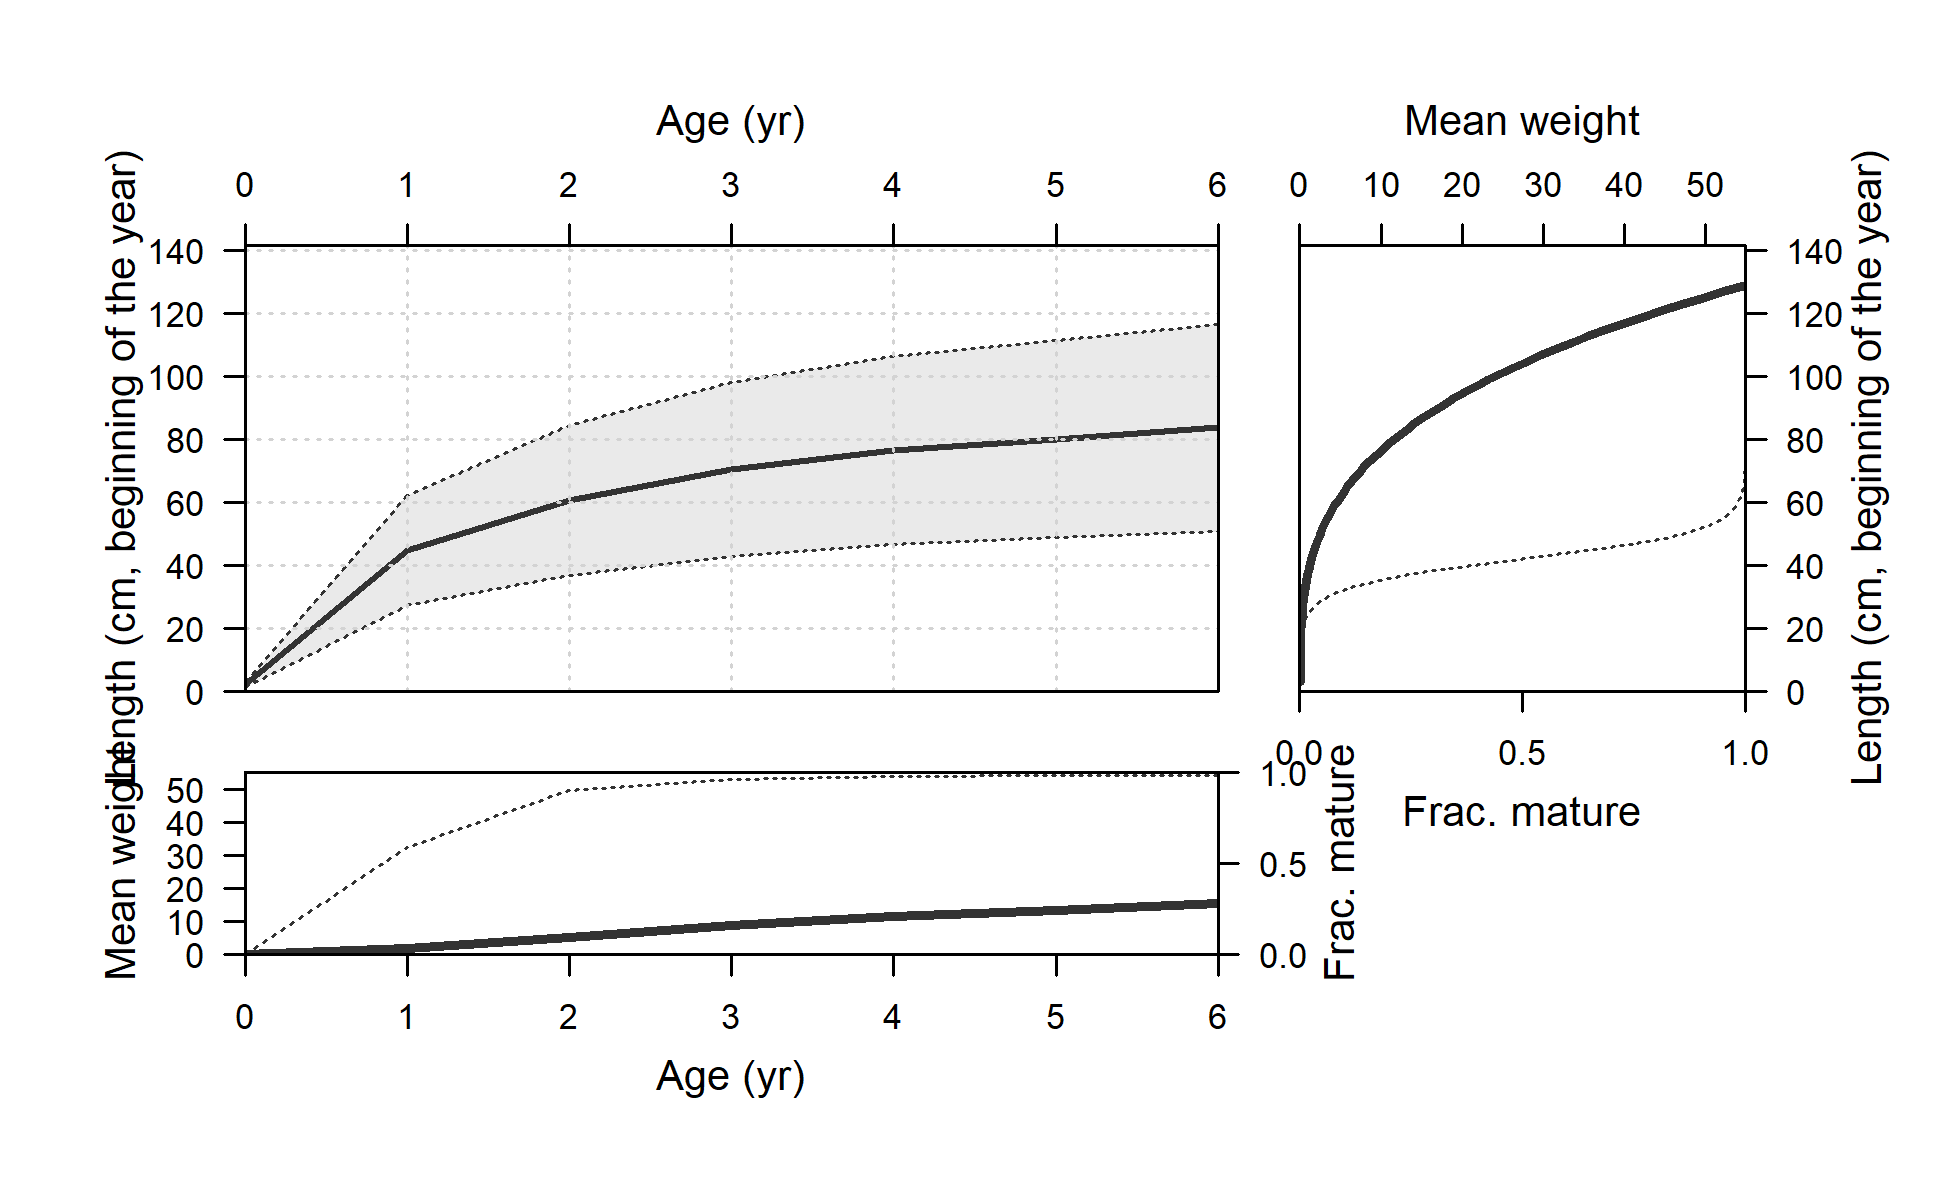 Age (yr)
0 1 2 3 4 5 6
Length (cm, beginning of the year)
140
120
100
80
60
40
20
0
Mean weight
0 10 20 30 40 50
140
120
100
80
60
40
20
0
Length (cm, beginning of the year)
0.0 0.5 1.0
Frac. mature
Mean weight
50
40
30
20
10
0
1.0
0.5
0.0
Frac. mature
0 1 2 3 4 5 6
Age (yr)